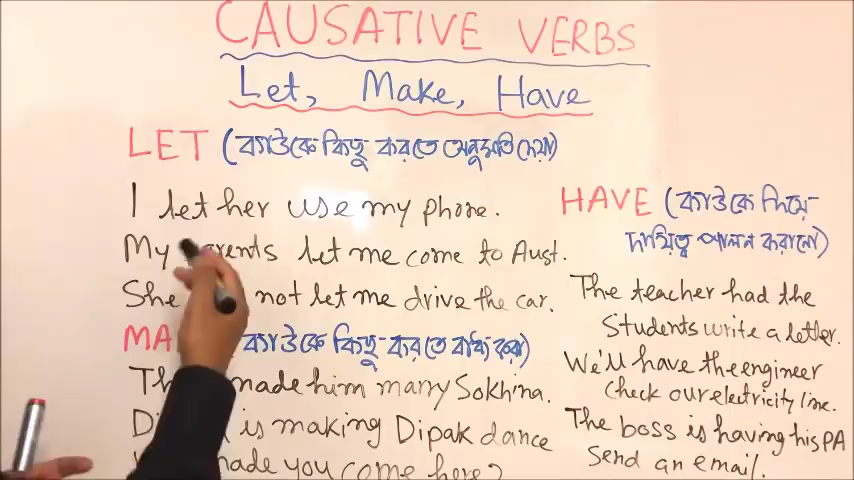 CAUSATIVE VERBS
Let, Make, Have
LET (কাউকে কিছু করতে অনুমতি দেয়া)
I let her use my phone.
My parents let me come to Aust.
She not let me drive the car.
MA কাউকে কিছু করতে বাধ্য করা)
made him marry Sokhina.
is making Dipak dance
made you come here?
HAVE (কাউকে দিয়ে
দায়িত্ব পালন করানো)
The teacher had the
Students write a letter.
We'll have the engineer
check our electricity line.
The boss is having his PA
send an email.